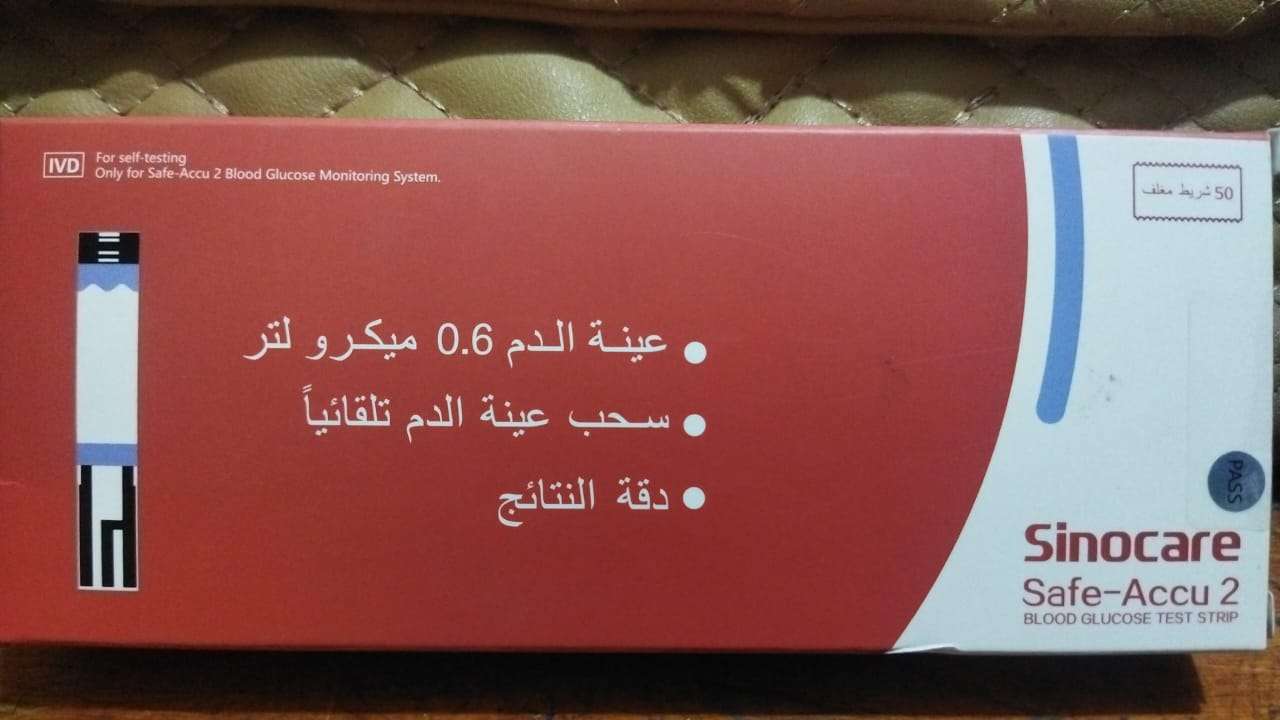 IVD
For self-testing
Only for Safe-Accu 2 Blood Glucose Monitoring System.
50 شريط مغلف
عينة الدم 0.6 ميكرو لتر
سحب عينة الدم تلقائياً
دقة النتائج
PASS
Sinocare
Safe-Accu 2
BLOOD GLUCOSE TEST STRIP